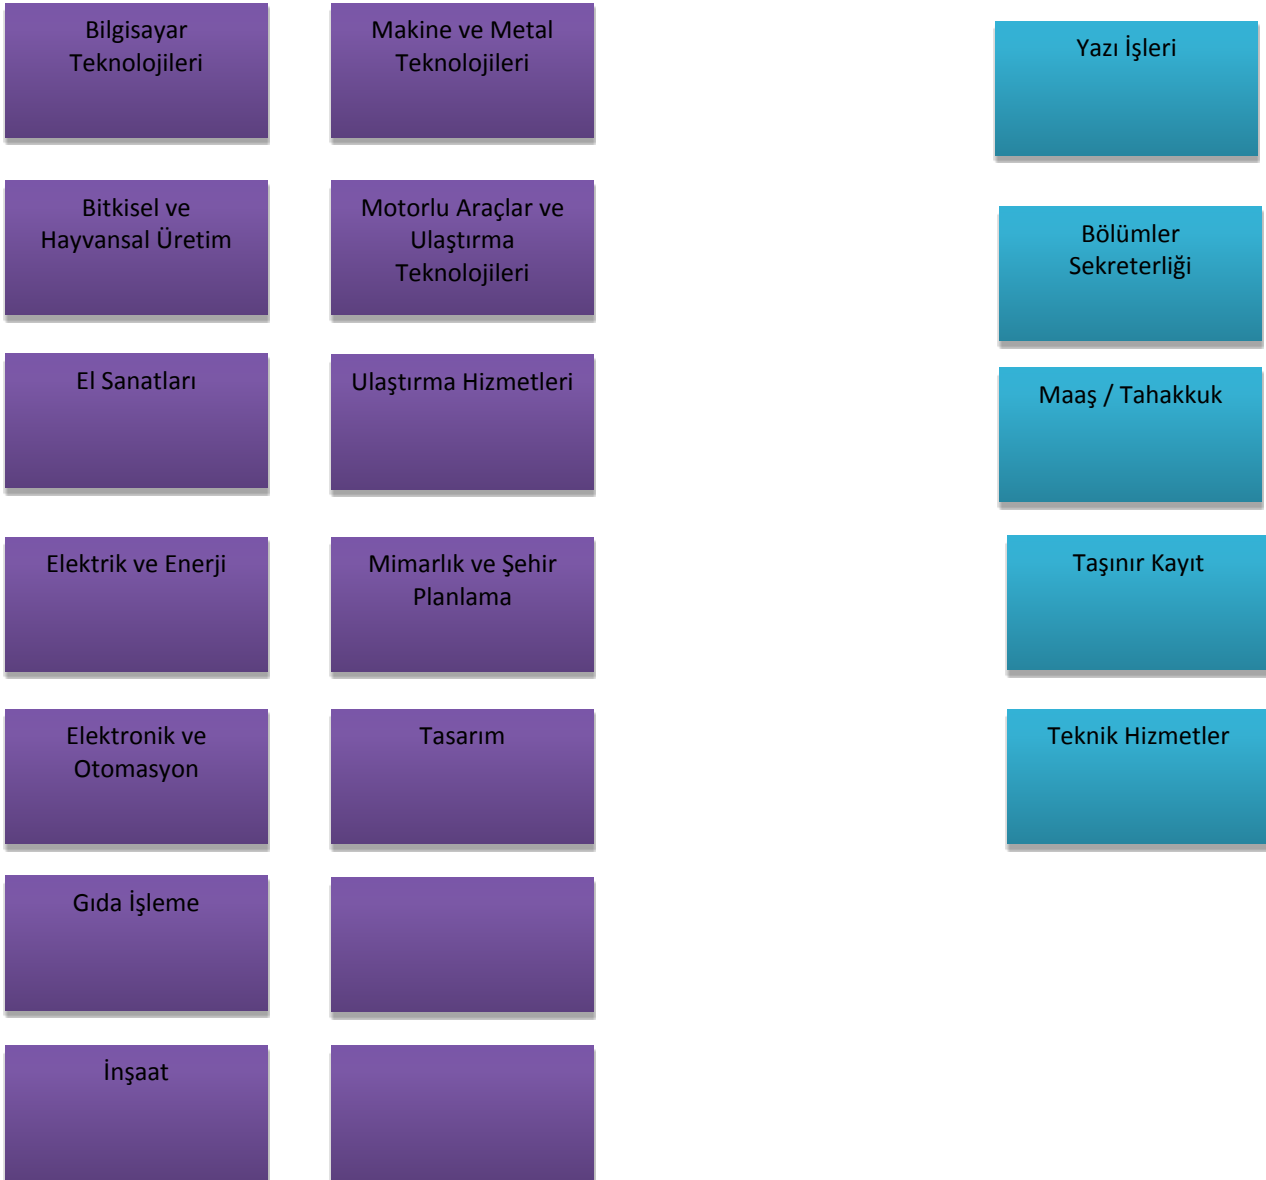 Bilgisayar
Teknolojileri
Makine ve Metal
Teknolojileri
Yazı İşleri
Bitkisel ve
Hayvansal Üretim
Motorlu Araçlar ve
Ulaştırma
Teknolojileri
Bölümler
Sekreterliği
El Sanatları
Ulaştırma Hizmetleri
Maaş / Tahakkuk
Elektrik ve Enerji
Mimarlık ve Şehir
Planlama
Taşınır Kayıt
Elektronik ve
Otomasyon
Tasarım
Teknik Hizmetler
Gıda İşleme
İnşaat